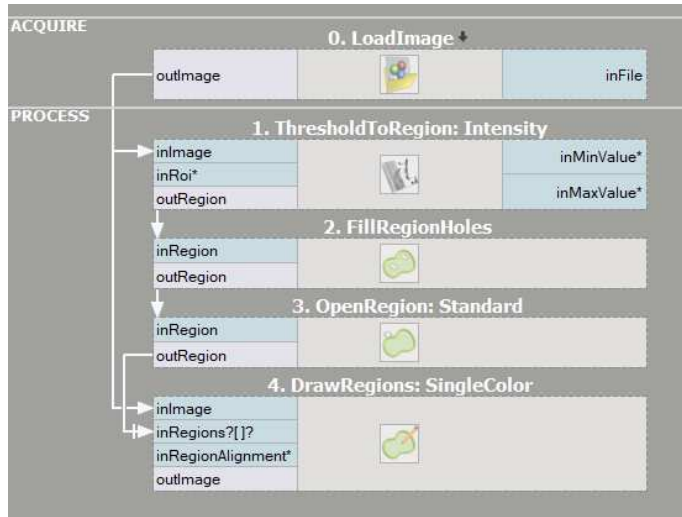 ACQUIRE
0. LoadImage
outImage
inFile
PROCESS
1. ThresholdToRegion: Intensity
inImage
inMinValue*
inRoi*
inMaxValue*
outRegion
2. FillRegionHoles
inRegion
outRegion
3. OpenRegion: Standard
inRegion
outRegion
4. DrawRegions: SingleColor
inImage
inRegions?[]?
inRegionAlignment*
outImage